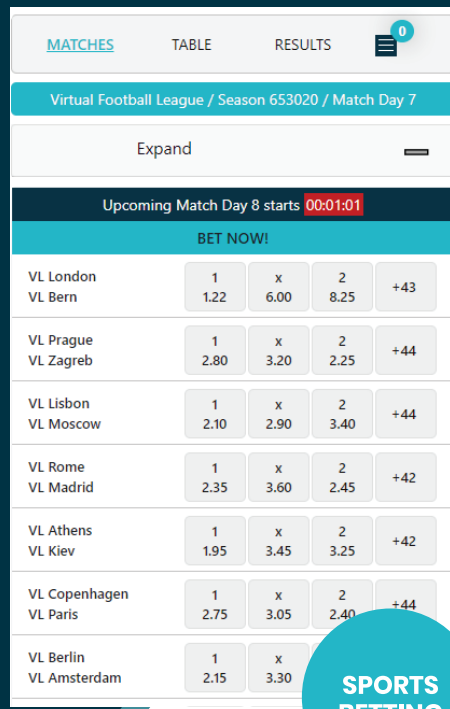 MATCHES TABLE RESULTS 0
Virtual Football League / Season 653020 / Match Day 7
Expand
Upcoming Match Day 8 starts 00:01:01
BET NOW!
VL London 1 x 2 +43
VL Bern 1.22 6.00 8.25
VL Prague 1 x 2 +44
VL Zagreb 2.80 3.20 2.25
VL Lisbon 1 x 2 +44
VL Moscow 2.10 2.90 3.40
VL Rome 1 x 2 +42
VL Madrid 2.35 3.60 2.45
VL Athens 1 x 2 +42
VL Kiev 1.95 3.45 3.25
VL Copenhagen 1 x 2 +44
VL Paris 2.75 3.05 2.40
VL Berlin 1 x
VL Amsterdam 2.15 3.30
SPORTS
BETTING